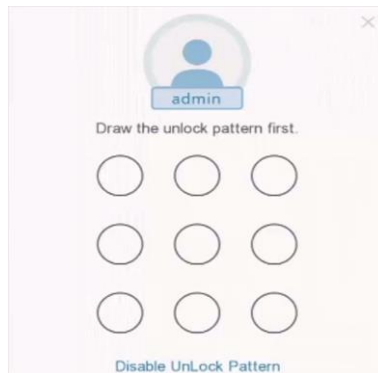 admin
Draw the unlock pattern first.
Disable UnLock Pattern